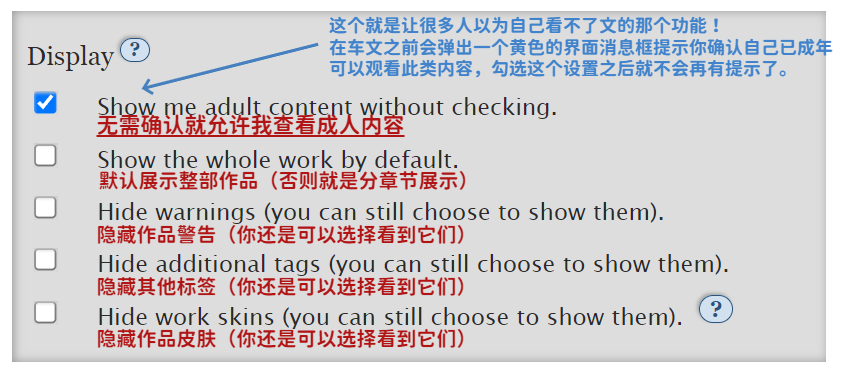 这个就是让很多人以为自己看不了文的那个功能！
在车文之前会弹出一个黄色的界面消息框提示你确认自己已成年
可以观看此类内容，勾选这个设置之后就不会再有提示了。
Display ?
Show me adult content without checking.
无需确认就允许我查看成人内容
Show the whole work by default.
默认展示整部作品（否则就是分章节展示）
Hide warnings (you can still choose to show them).
隐藏作品警告（你还是可以选择看到它们）
Hide additional tags (you can still choose to show them).
隐藏其他标签（你还是可以选择看到它们）
Hide work skins (you can still choose to show them). ?
隐藏作品皮肤（你还是可以选择看到它们）